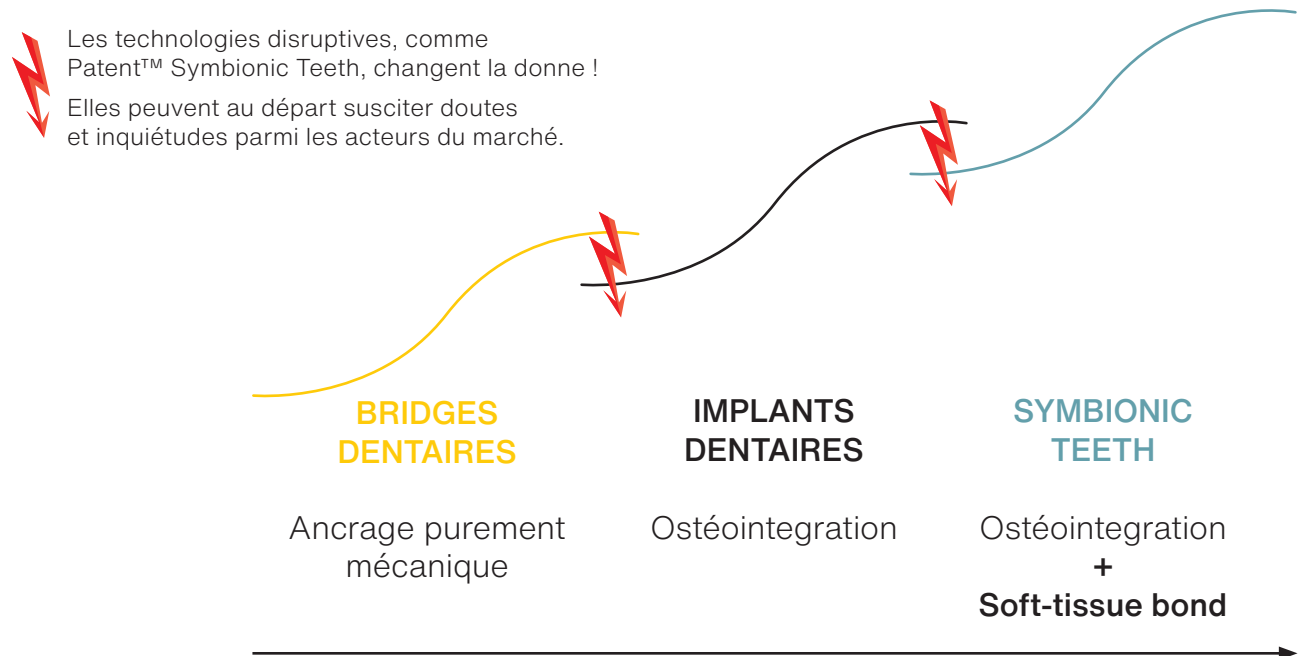 Les technologies disruptives, comme
Patent™ Symbionic Teeth, changent la donne !
Elles peuvent au départ susciter doutes
et inquiétudes parmi les acteurs du marché.
BRIDGES
DENTAIRES
Ancrage purement
mécanique
IMPLANTS
DENTAIRES
Ostéointegration
SYMBIONIC
TEETH
Ostéointegration
+
Soft-tissue bond